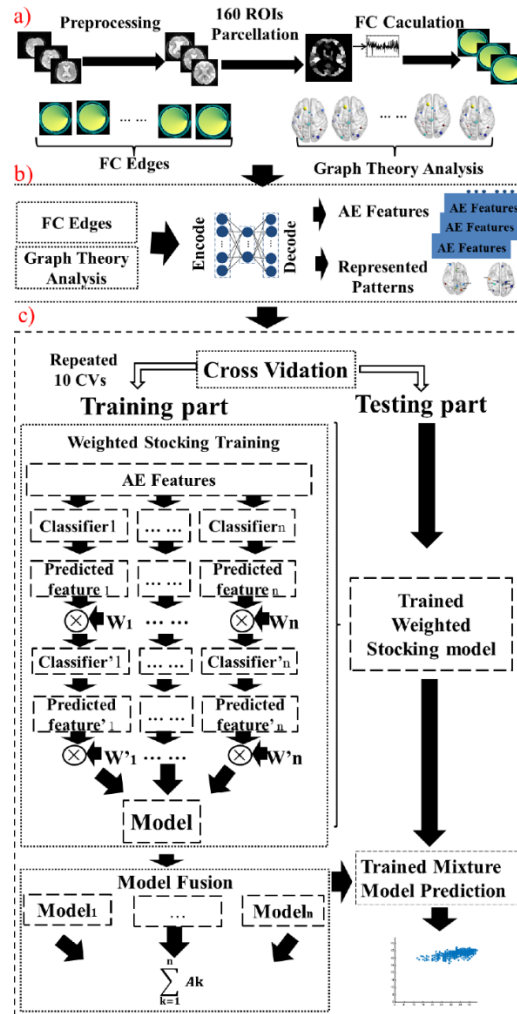 a)
Preprocessing
160 ROIs
Parcellation
FC Caculation
... ...
... ...
FC Edges
Graph Theory Analysis
b)
FC Edges
Graph Theory
Analysis
Encode
Decode
AE Features
Represented
Patterns
AE Features
AE Features
AE Features
c)
Repeated
10 CVs
Cross Vidation
Training part
Testing part
Weighted Stocking Training
AE Features
Classifier1
... ...
Classifiern
Predicted
feature 1
... ...
Predicted
feature n
W1
... ...
Wn
Classifier'1
... ...
Classifier'n
Predicted
feature'1
... ...
Predicted
feature'n
W'1
... ...
W'n
Model
Trained
Weighted
Stocking model
Model Fusion
Model1
...
Modeln
n
∑ Ak
k=1
Trained Mixture
Model Prediction